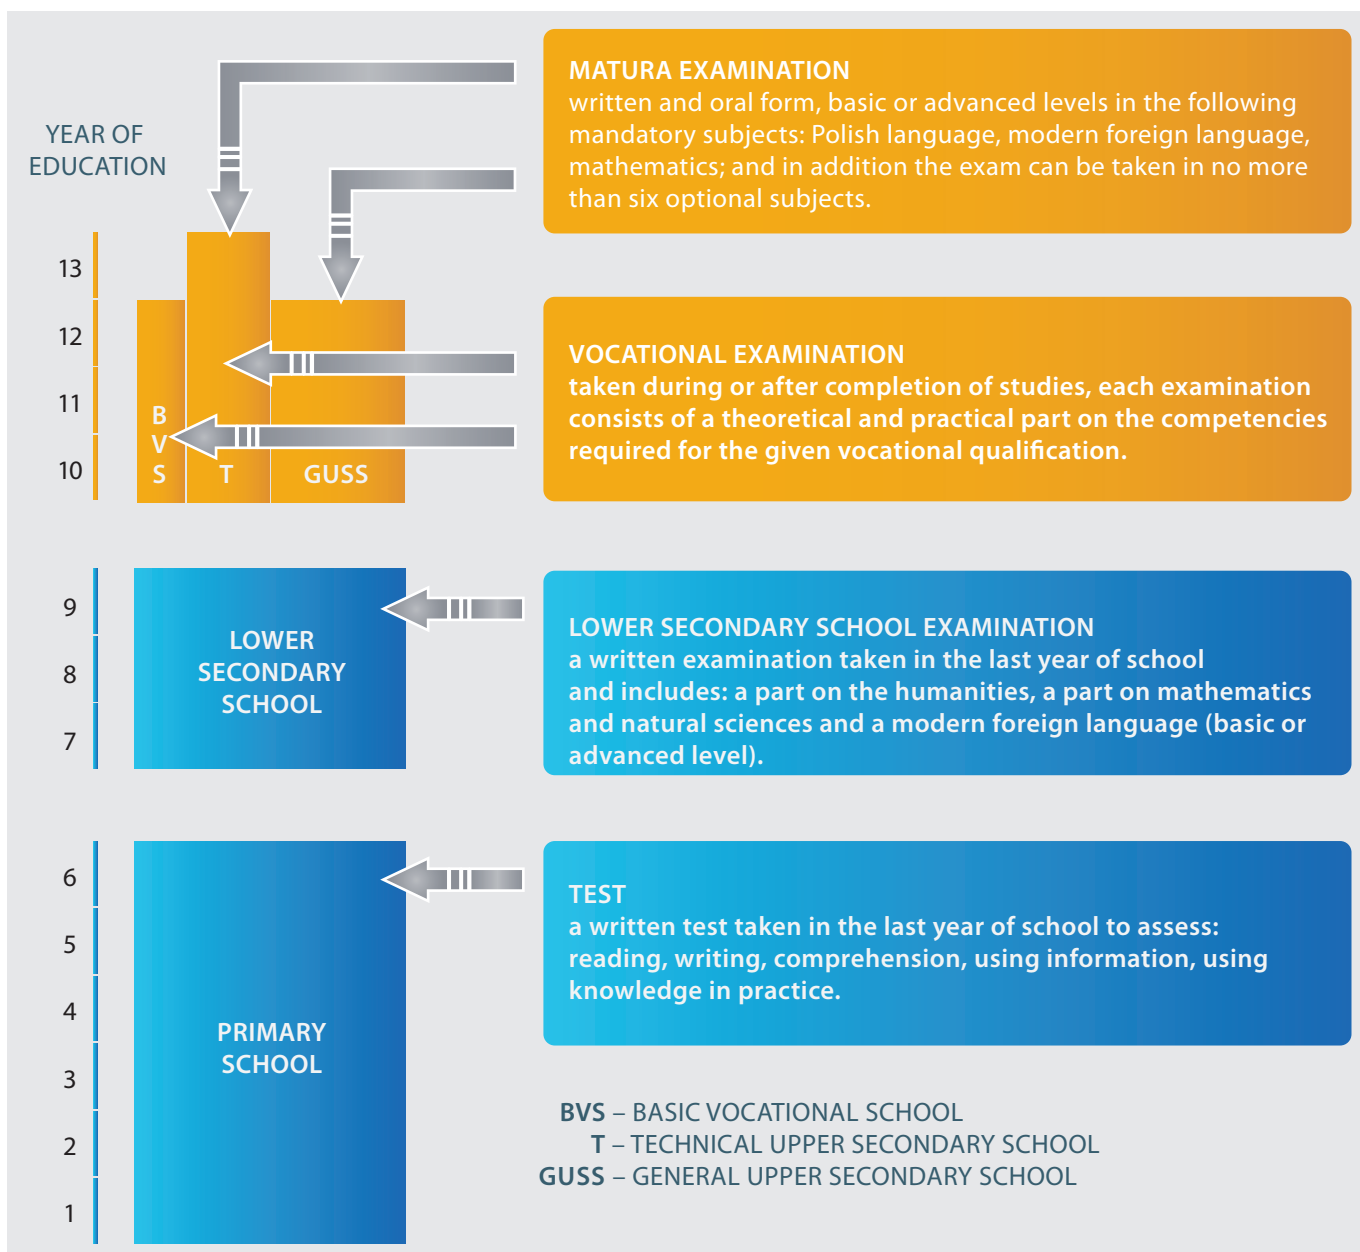 YEAR OF
EDUCATION
13
12
11
10
B
V
S
T
GUSS
MATURA EXAMINATION
written and oral form, basic or advanced levels in the following
mandatory subjects: Polish language, modern foreign language,
mathematics; and in addition the exam can be taken in no more
than six optional subjects.
VOCATIONAL EXAMINATION
taken during or after completion of studies, each examination
consists of a theoretical and practical part on the competencies
required for the given vocational qualification.
9
8
7
LOWER
SECONDARY
SCHOOL
LOWER SECONDARY SCHOOL EXAMINATION
a written examination taken in the last year of school
and includes: a part on the humanities, a part on mathematics
and natural sciences and a modern foreign language (basic or
advanced level).
6
5
4
3
2
1
PRIMARY
SCHOOL
TEST
a written test taken in the last year of school to assess:
reading, writing, comprehension, using information, using
knowledge in practice.
BVS – BASIC VOCATIONAL SCHOOL
T – TECHNICAL UPPER SECONDARY SCHOOL
GUSS – GENERAL UPPER SECONDARY SCHOOL